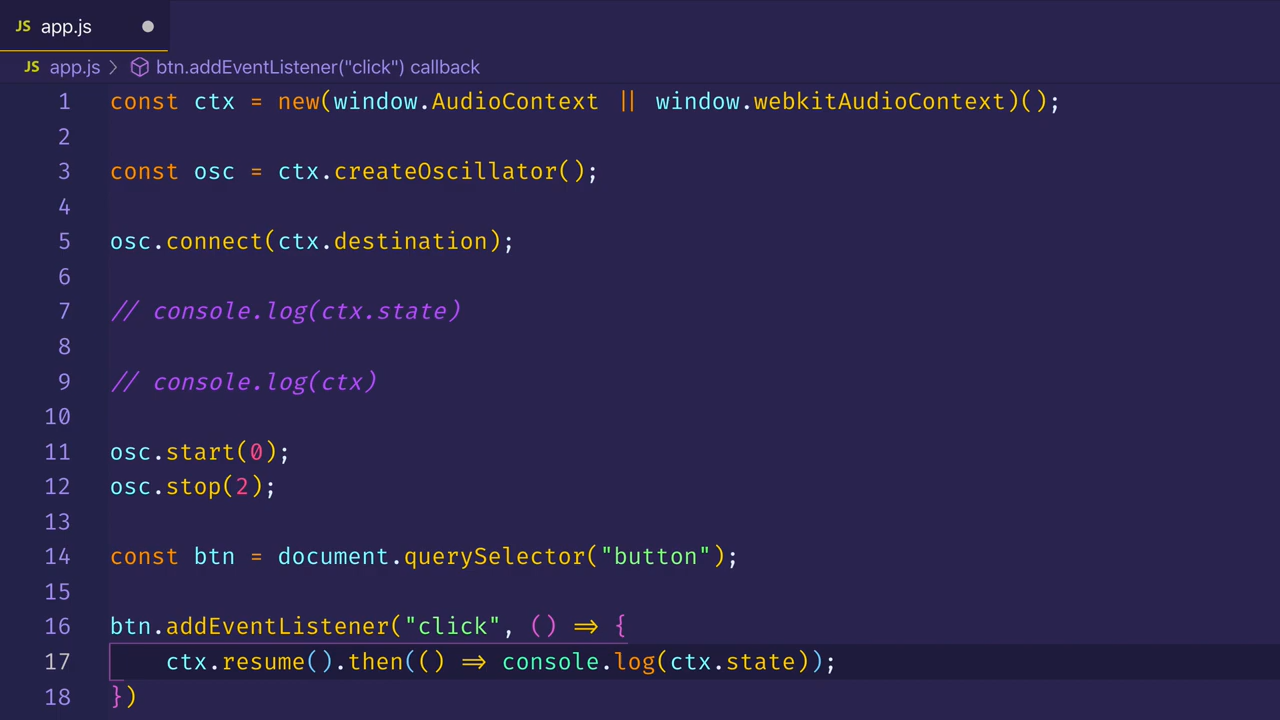 JS app.js
JS app.js > btn.addEventListener("click") callback
1 const ctx = new(window.AudioContext || window.webkitAudioContext)();
2
3 const osc = ctx.createOscillator();
4
5 osc.connect(ctx.destination);
6
7 // console.log(ctx.state)
8
9 // console.log(ctx)
10
11 osc.start(0);
12 osc.stop(2);
13
14 const btn = document.querySelector("button");
15
16 btn.addEventListener("click", () => {
17     ctx.resume().then(() => console.log(ctx.state));
18 })